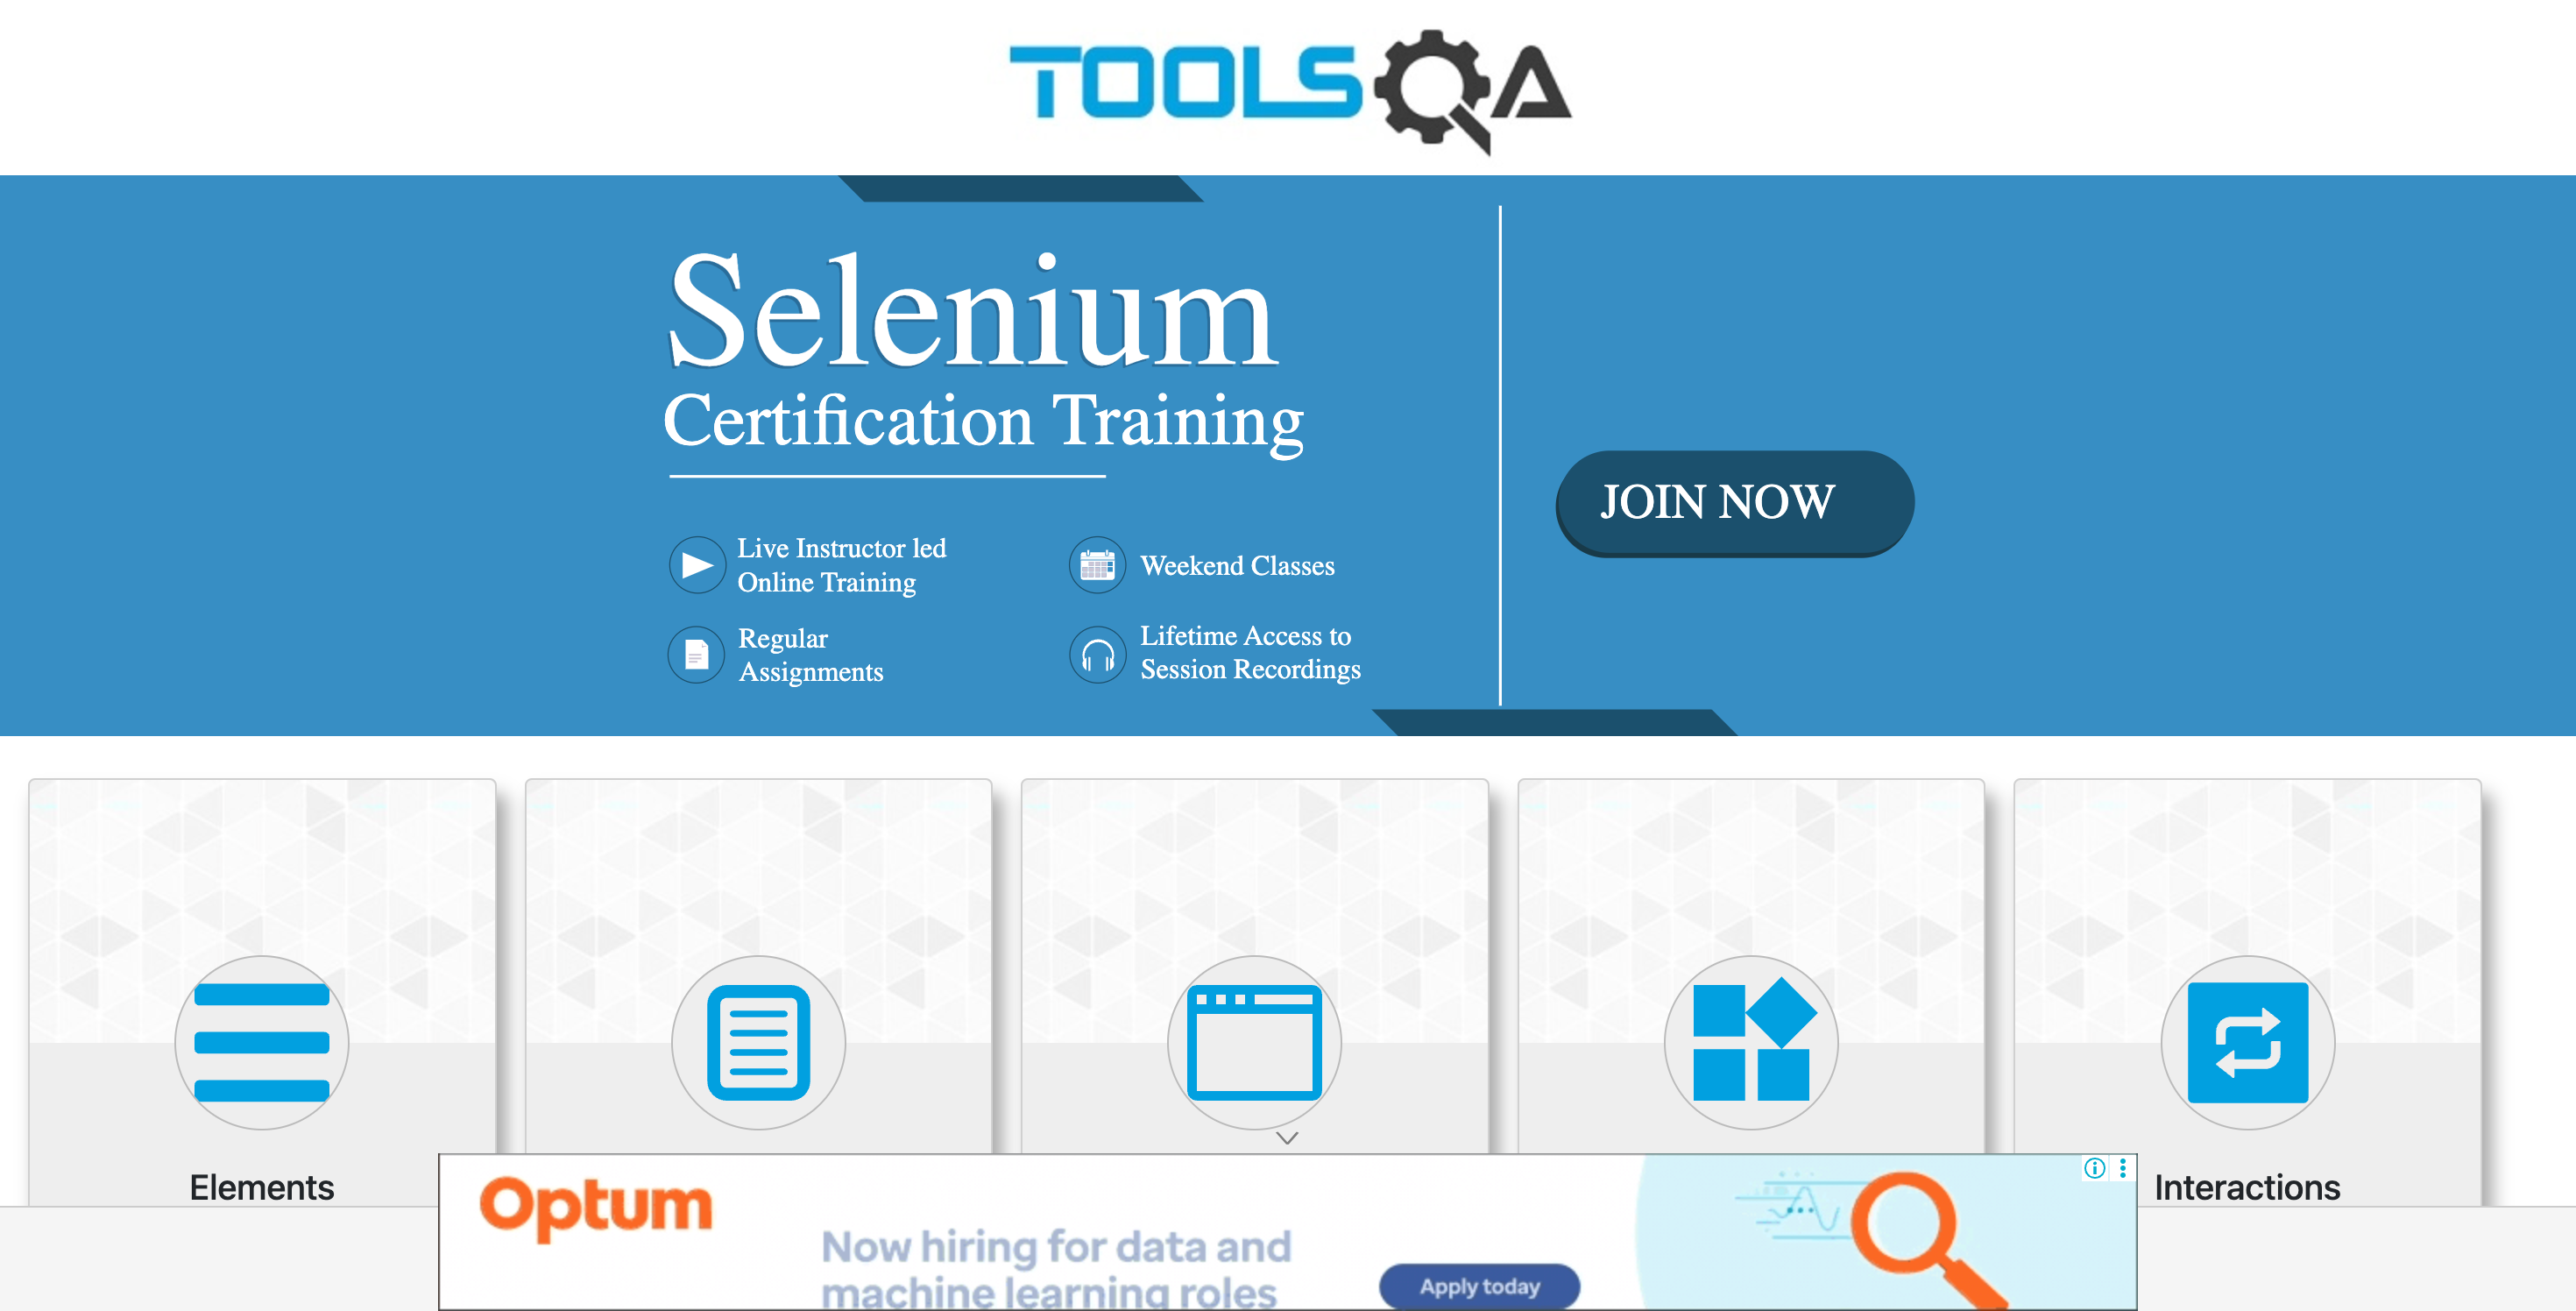 TOOLSQA
Selenium
Certification Training
Live Instructor led
Online Training
Weekend Classes
Regular
Assignments
Lifetime Access to
Session Recordings
JOIN NOW
Elements
Interactions
Optum
Now hiring for data and
machine learning roles
Apply today